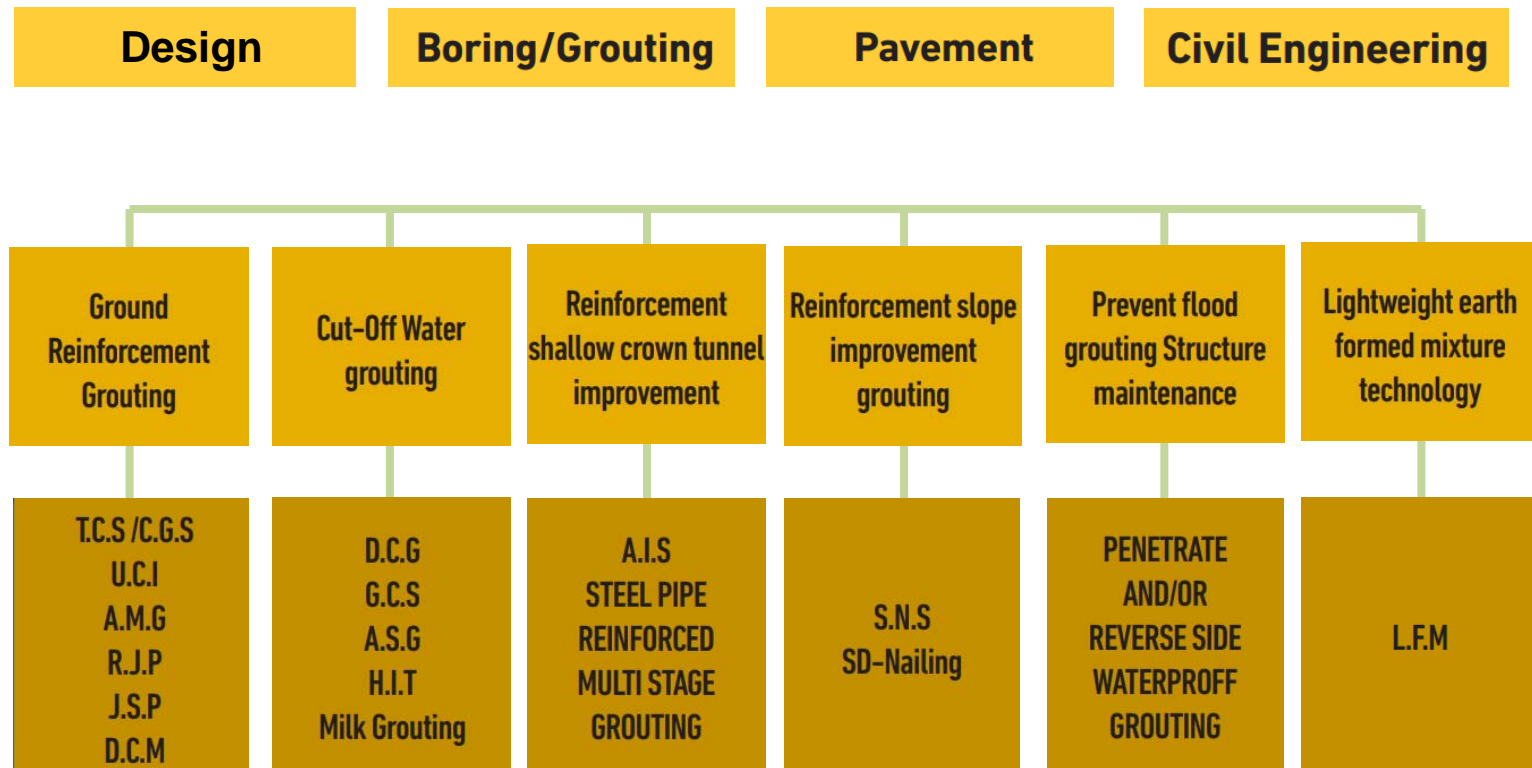 Design
Boring/Grouting
Pavement
Civil Engineering
Ground
Reinforcement
Grouting
Cut-Off Water
grouting
Reinforcement
shallow crown tunnel
improvement
Reinforcement slope
improvement
grouting
Prevent flood
grouting Structure
maintenance
Lightweight earth
formed mixture
technology
T.C.S /C.G.S
U.C.I
A.M.G
R.J.P
J.S.P
D.C.M
D.C.G
G.C.S
A.S.G
H.I.T
Milk Grouting
A.I.S
STEEL PIPE
REINFORCED
MULTI STAGE
GROUTING
S.N.S
SD-Nailing
PENETRATE
AND/OR
REVERSE SIDE
WATERPROFF
GROUTING
L.F.M